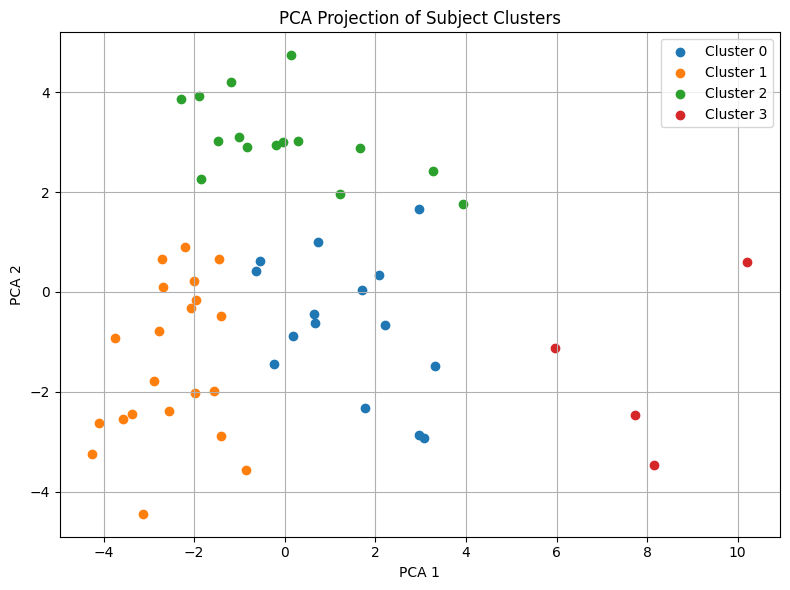 PCA Projection of Subject Clusters
Cluster 0
Cluster 1
Cluster 2
Cluster 3
PCA 2
4
2
0
−2
−4
−4
−2
0
2
4
6
8
10
PCA 1